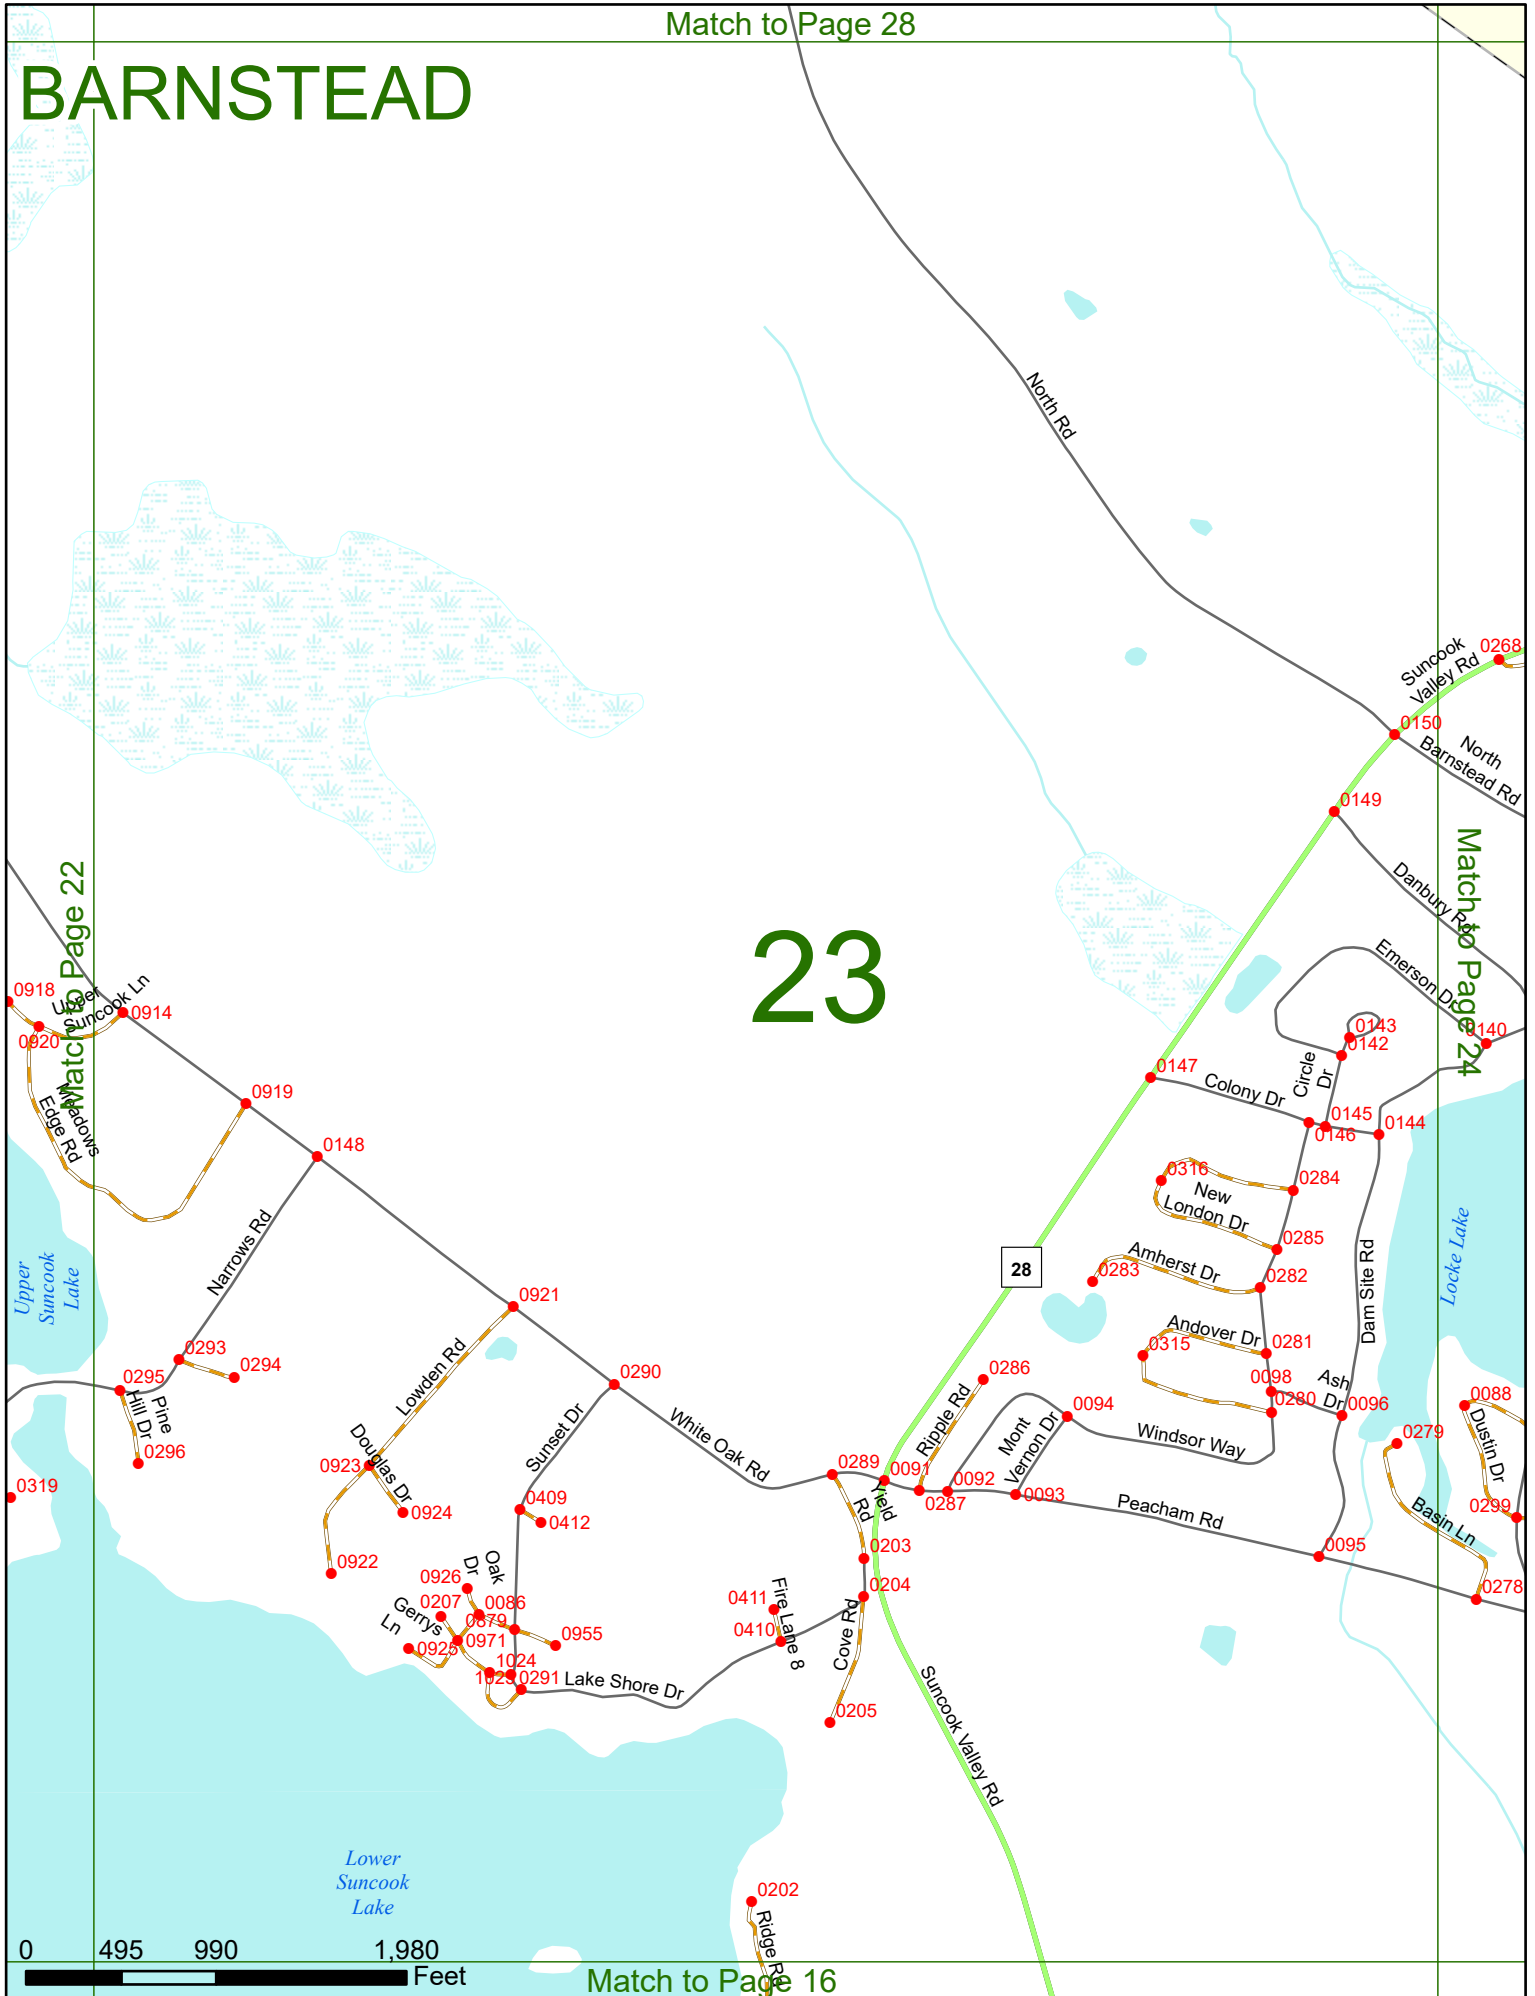 Match to Page 28
BARNSTEAD
North Rd
Suncook
Valley Rd
0268
0150
North
Barnstead Rd
0149
Danbury Rd
Match to Page 24
Match to Page 22
23
Emerson Dr
0918
Upper
Suncook Ln
0914
0920
0143
0140
0142
Circle
Dr
0147
Colony Dr
0919
Meadows
Edge Rd
0145
0144
0146
0148
0316
0284
New
London Dr
Narrows Rd
0285
Upper
Suncook
Lake
Locke Lake
28
Amherst Dr
0283
0282
Dam Site Rd
0921
Andover Dr
0281
0315
0293
0294
0295
0290
0286
0098
Ash
Dr
0280
0096
0088
Pine
Hill Dr
Lowden Rd
Sunset Dr
White Oak Rd
Ripple Rd
Mont
Vernon Dr
0094
Windsor Way
0279
Dustin Dr
0296
Douglas Dr
0923
0289
0091
0092
0287
0093
0319
0924
0409
0412
Yield
Rd
Peacham Rd
0299
Basin Ln
0922
0203
0095
Oak
Dr
0926
0204
0278
0207
0086
Gerrys
Ln
0879
0411
Fire Lane 8
0410
Cove Rd
0925
0971
0955
1024
1023
0291
Lake Shore Dr
0205
Suncook Valley Rd
Lower
Suncook
Lake
0202
Ridge Rd
0
495
990
1,980
Feet
Match to Page 16